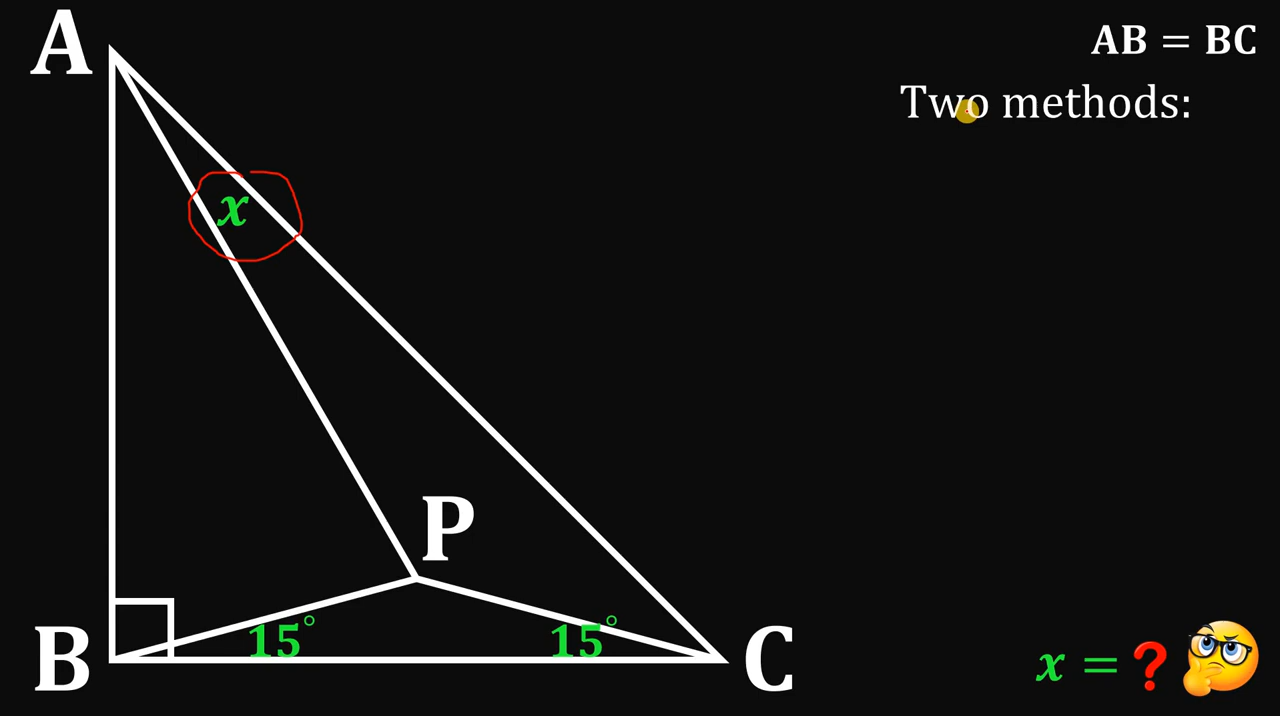 A
AB = BC
Two methods:
x
P
15°
15°
B
C
x = ❓